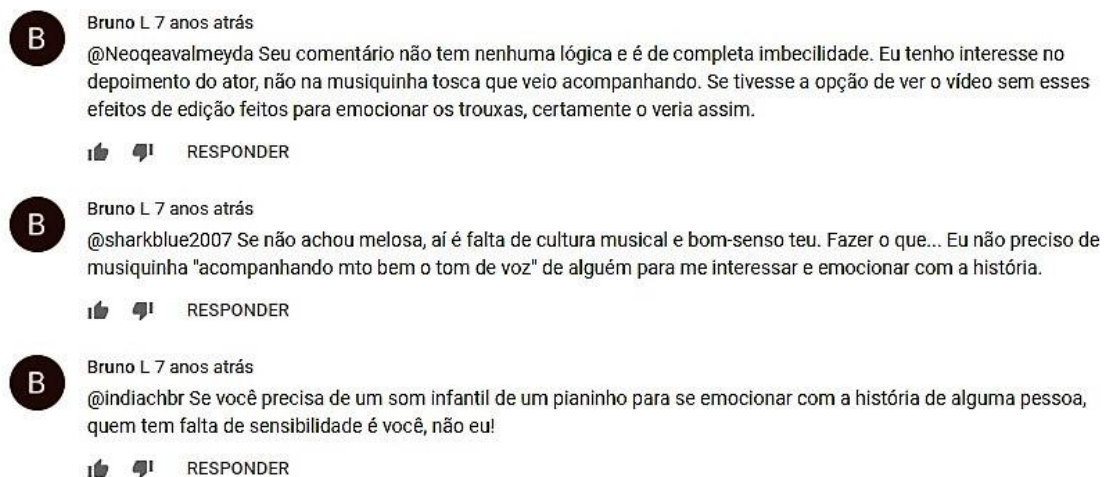 B
Bruno L 7 anos atrás
@Neoqeavalmeyda Seu comentário não tem nenhuma lógica e é de completa imbecilidade. Eu tenho interesse no
depoimento do ator, não na musiquinha tosca que veio acompanhando. Se tivesse a opção de ver o vídeo sem esses
efeitos de edição feitos para emocionar os trouxas, certamente o veria assim.
RESPONDER
B
Bruno L 7 anos atrás
@sharkblue2007 Se não achou melosa, aí é falta de cultura musical e bom-senso teu. Fazer o que... Eu não preciso de
musiquinha "acompanhando mto bem o tom de voz" de alguém para me interessar e emocionar com a história.
RESPONDER
B
Bruno L 7 anos atrás
@indiachbr Se você precisa de um som infantil de um pianinho para se emocionar com a história de alguma pessoa,
quem tem falta de sensibilidade é você, não eu!
RESPONDER